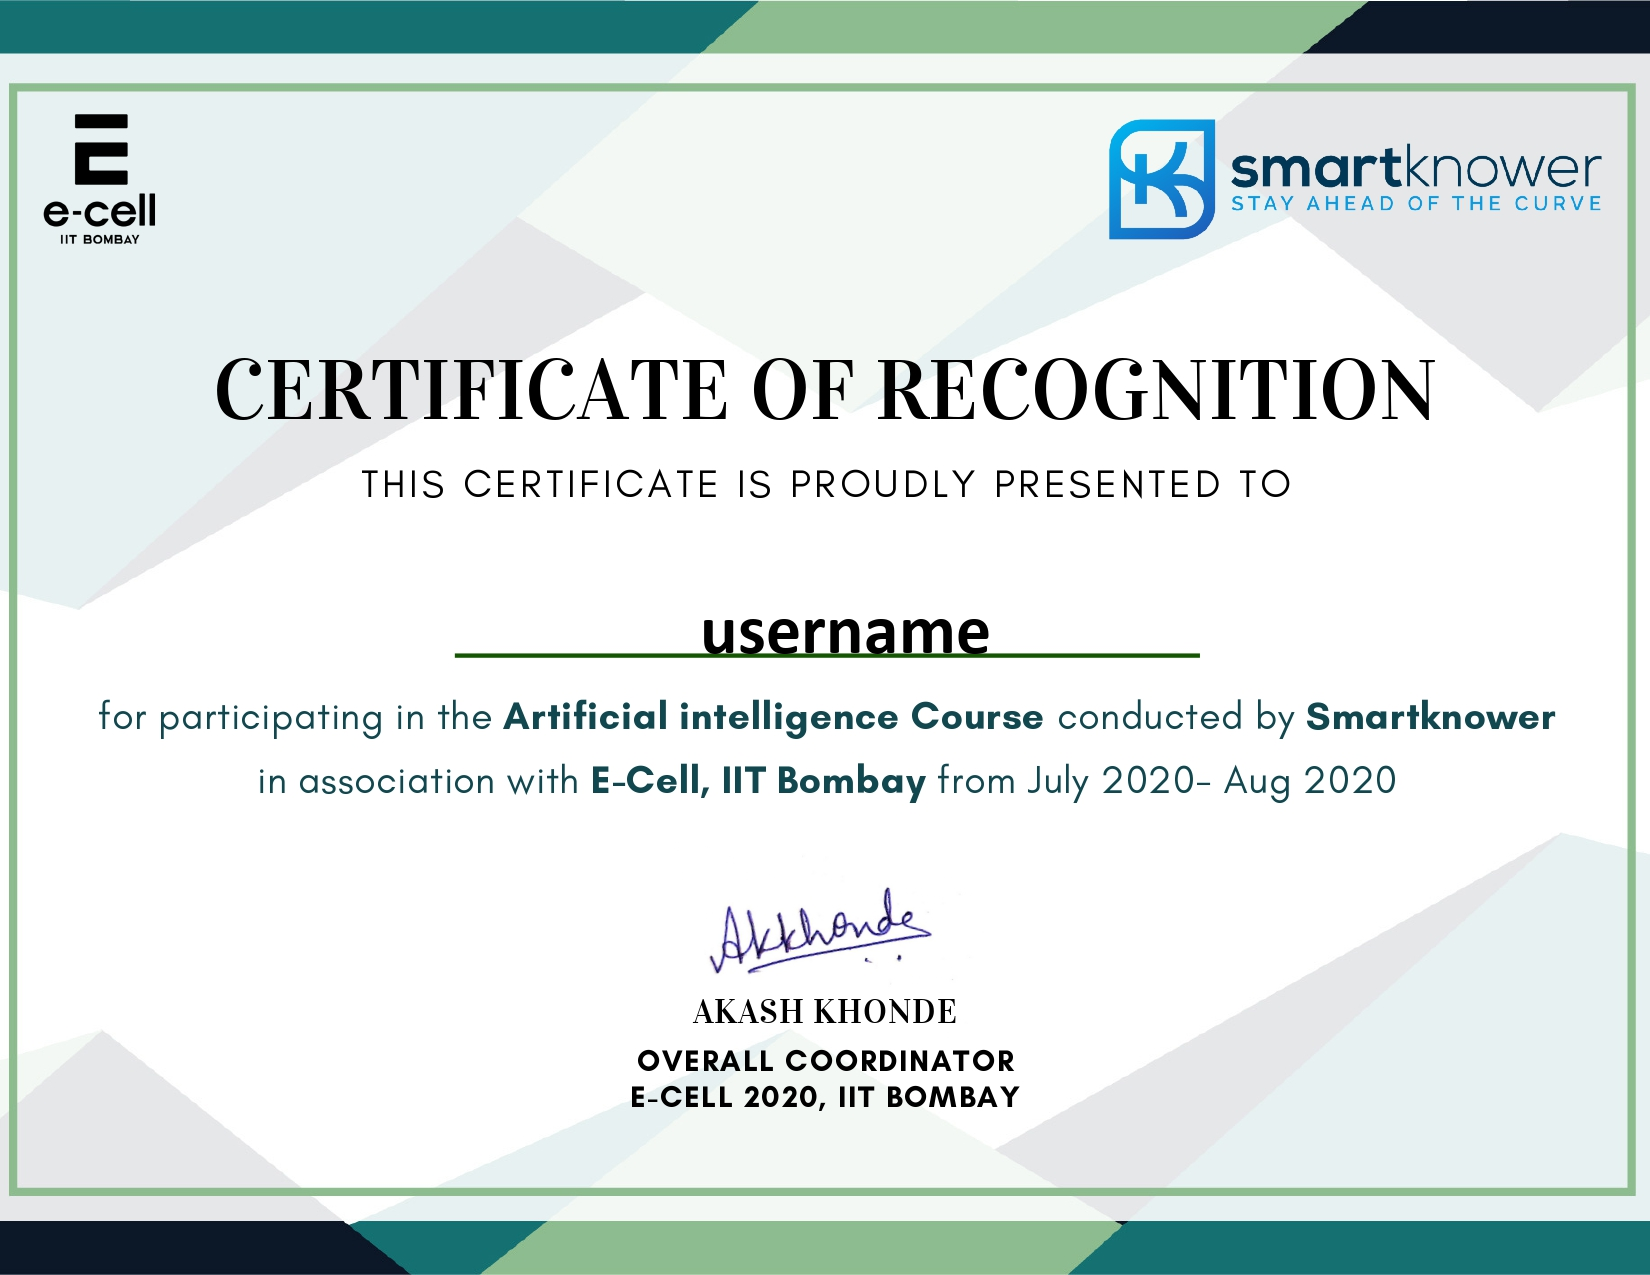 e-cell
IIT BOMBAY
smartknower
STAY AHEAD OF THE CURVE
CERTIFICATE OF RECOGNITION
THIS CERTIFICATE IS PROUDLY PRESENTED TO
username
for participating in the Artificial intelligence Course conducted by Smartknower
in association with E-Cell, IIT Bombay from July 2020- Aug 2020
Akkhonde
AKASH KHONDE
OVERALL COORDINATOR
E-CELL 2020, IIT BOMBAY